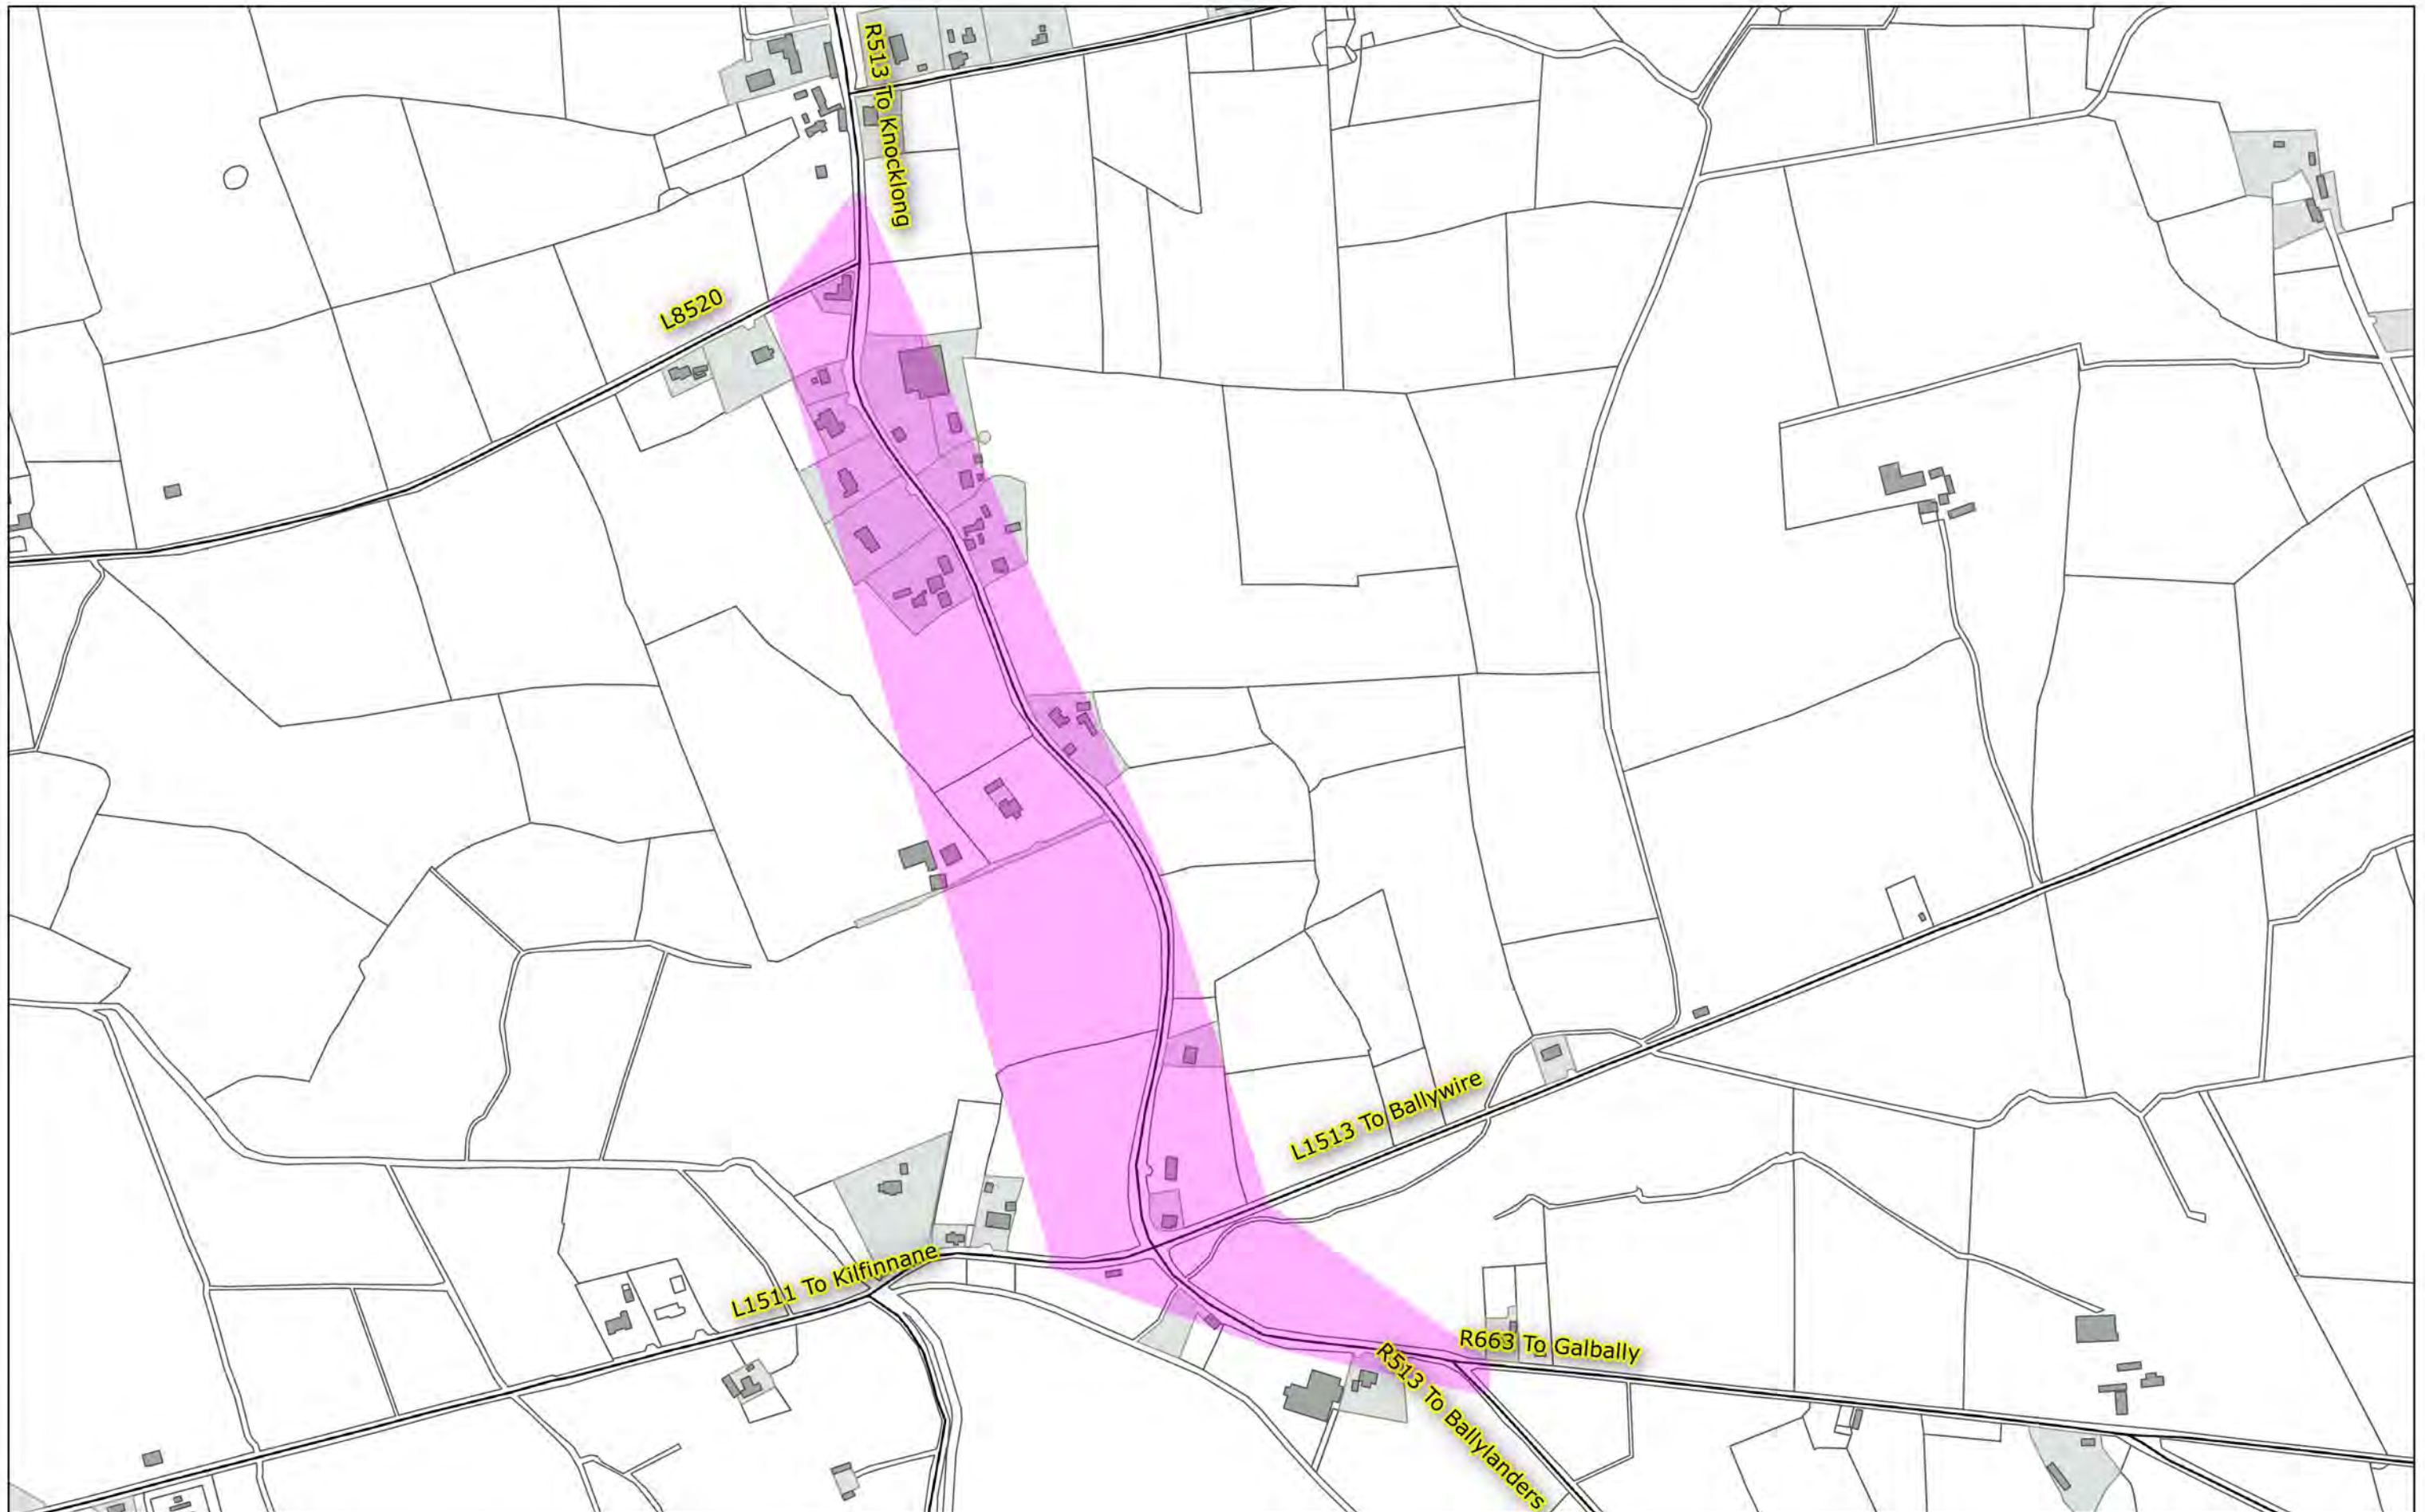 R513 To Knocklong
L8520
L1513 To Ballywire
L1511 To Kilfinnane
R663 To Galbally
R513 To Ballylanders